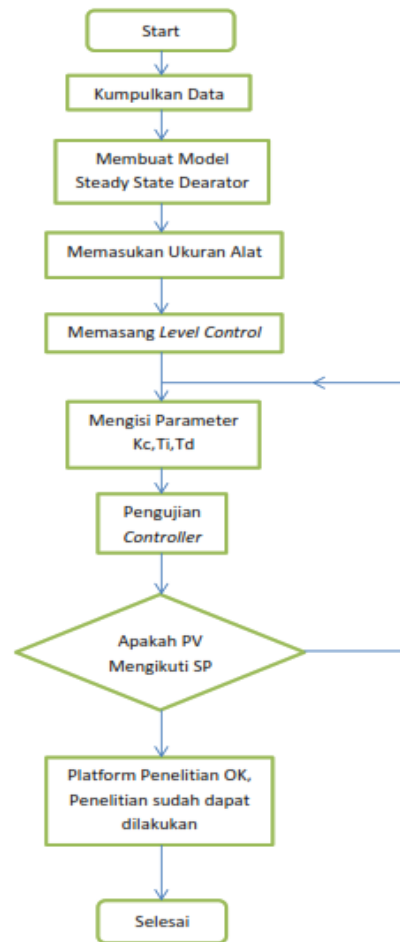 Start
Kumpulkan Data
Membuat Model
Steady State Dearator
Memasukan Ukuran Alat
Memasang Level Control
Mengisi Parameter
Kc,Ti,Td
Pengujian
Controller
Apakah PV
Mengikuti SP
Platform Penelitian OK,
Penelitian sudah dapat
dilakukan
Selesai